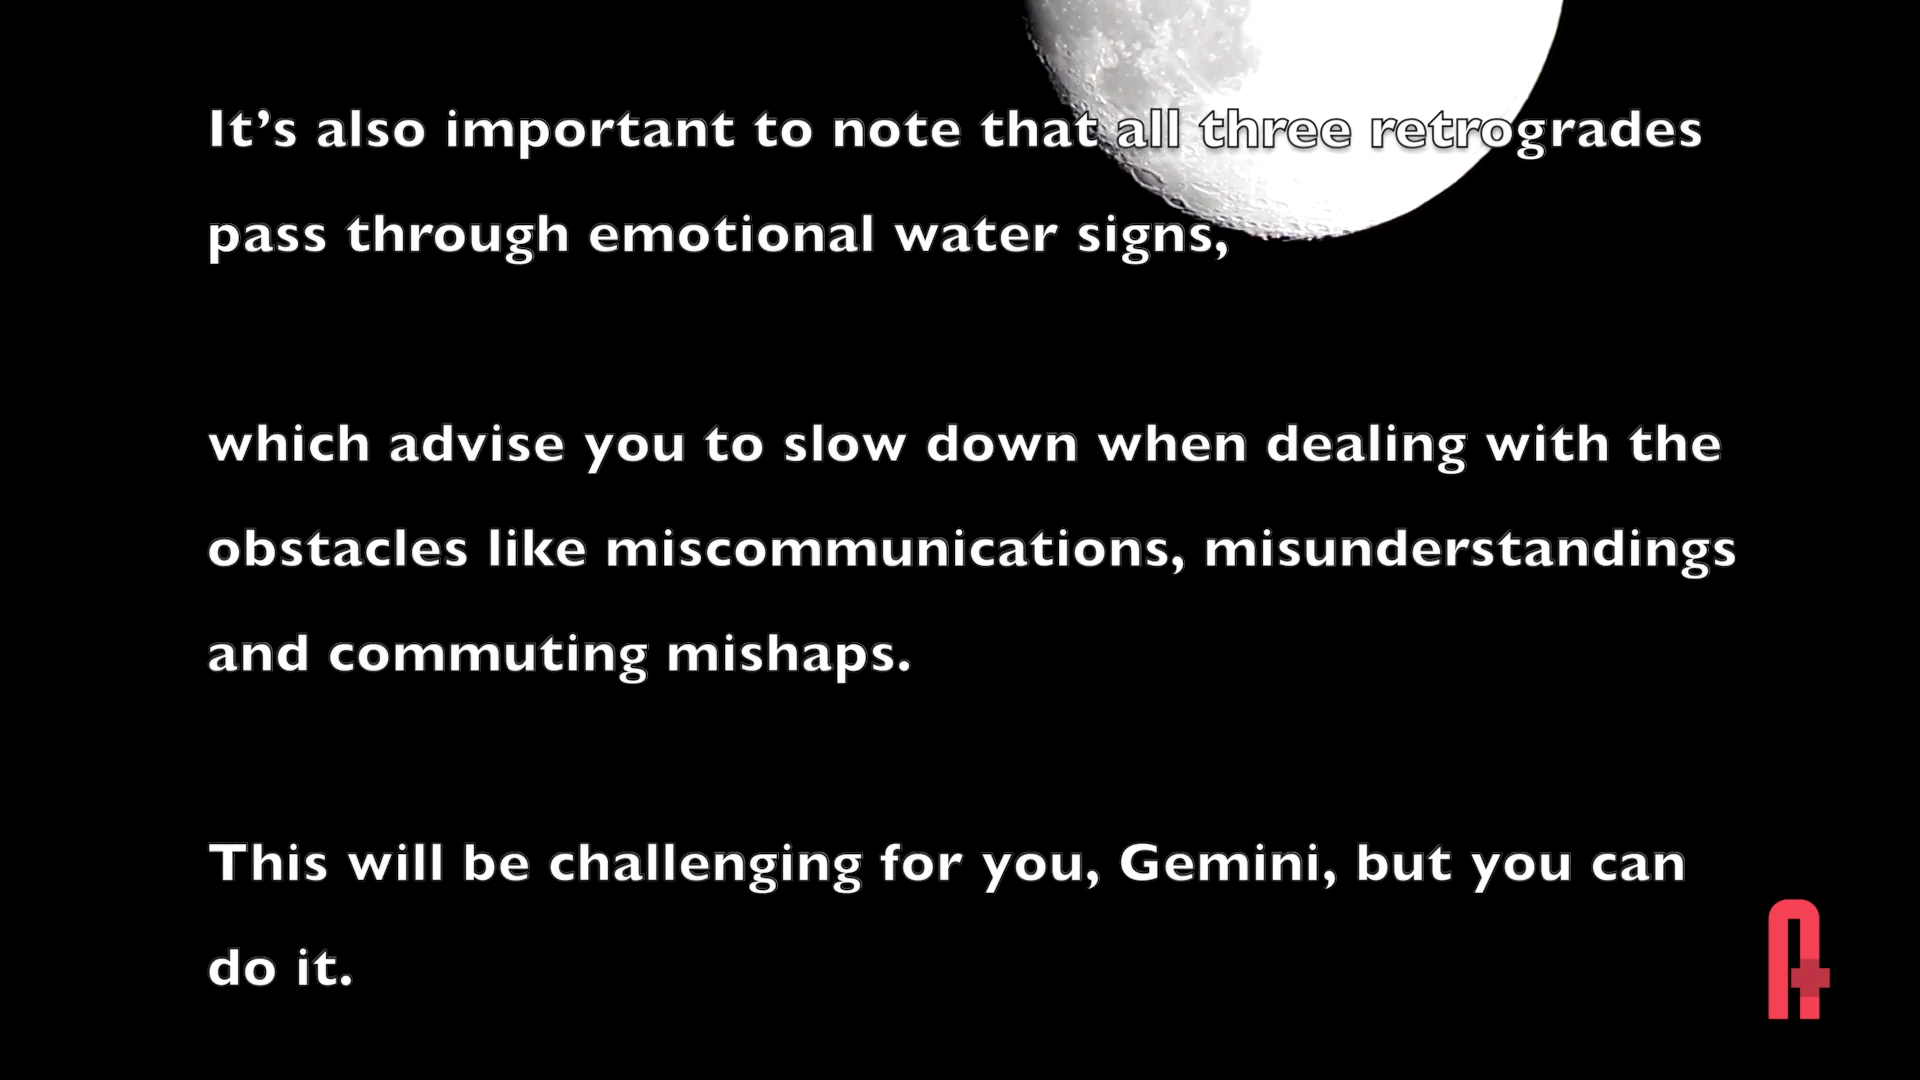 It’s also important to note that all three retrogrades
pass through emotional water signs,
which advise you to slow down when dealing with the
obstacles like miscommunications, misunderstandings
and commuting mishaps.
This will be challenging for you, Gemini, but you can
do it.